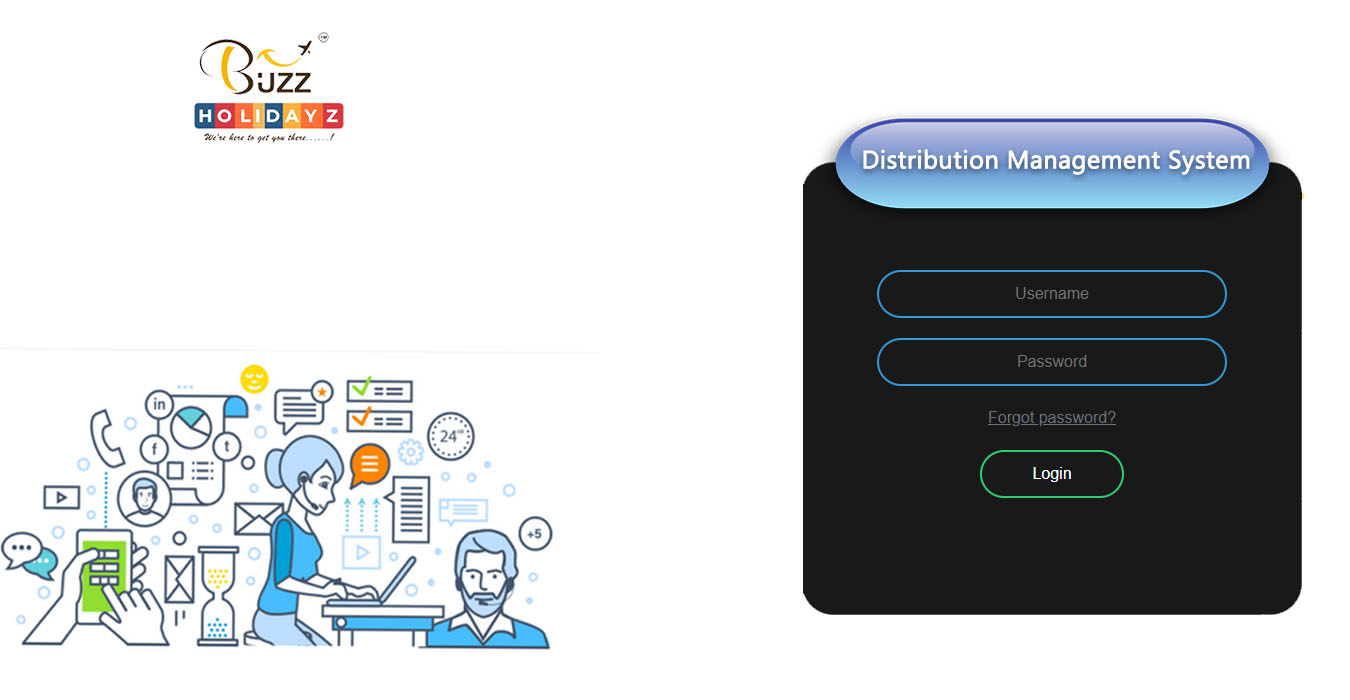 Buzz
TM
HOLIDAYZ
We're here to get you there......!
Distribution Management System
Username
Password
Forgot password?
Login
in
f
t
24
+5